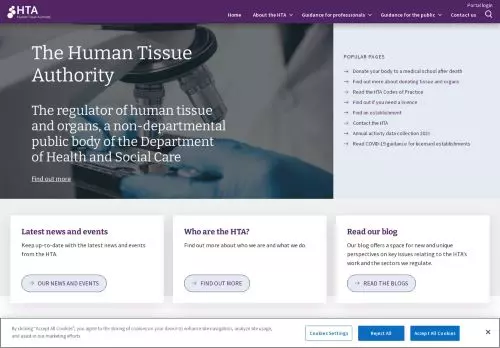 Portal login
HTA
Human Tissue Authority
Home
About the HTA
Guidance for professionals
Guidance for the public
Contact us
The Human Tissue
Authority
The regulator of human tissue
and organs, a non-departmental
public body of the Department
of Health and Social Care
Find out more
POPULAR PAGES
Donate your body to a medical school after death
Find out more about donating tissue and organs
Read the HTA Codes of Practice
Find out if you need a licence
Find an establishment
Contact the HTA
Annual activity data collection 2021
Read COVID-19 guidance for licensed establishments
Latest news and events
Keep up-to-date with the latest news and events
from the HTA.
OUR NEWS AND EVENTS
Who are the HTA?
Find out more about who we are and what we do.
FIND OUT MORE
Read our blog
Our blog offers a space for new and unique
perspectives on key issues relating to the HTA's
work and the sectors we regulate.
READ THE BLOGS
By clicking "Accept All Cookies", you agree to the storing of cookies on your device to enhance site navigation, analyze site usage,
and assist in our marketing efforts.
Cookies Settings
Reject All
Accept All Cookies